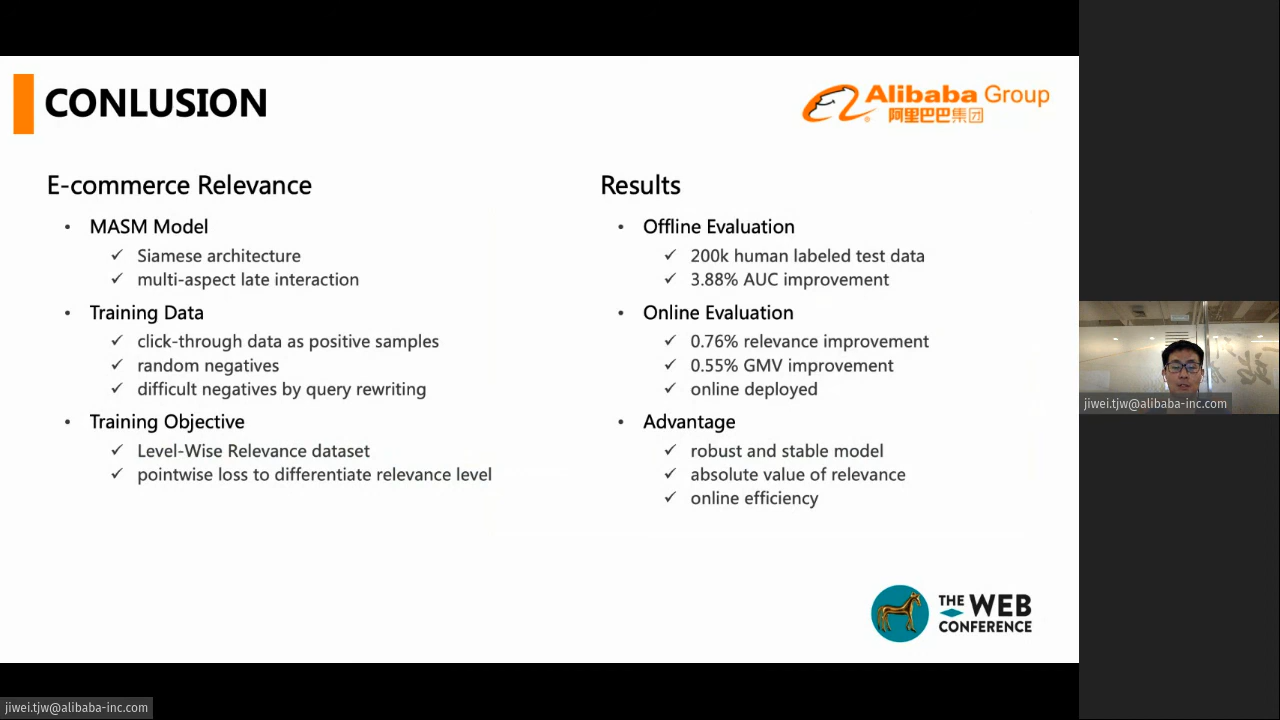 CONLUSION
Alibaba Group
阿里巴巴集团
E-commerce Relevance
• MASM Model
✓ Siamese architecture
✓ multi-aspect late interaction
• Training Data
✓ click-through data as positive samples
✓ random negatives
✓ difficult negatives by query rewriting
• Training Objective
✓ Level-Wise Relevance dataset
✓ pointwise loss to differentiate relevance level
Results
• Offline Evaluation
✓ 200k human labeled test data
✓ 3.88% AUC improvement
• Online Evaluation
✓ 0.76% relevance improvement
✓ 0.55% GMV improvement
✓ online deployed
• Advantage
✓ robust and stable model
✓ absolute value of relevance
✓ online efficiency
THE WEB
CONFERENCE
jiwei.tjw@alibaba-inc.com
jiwei.tjw@alibaba-inc.com